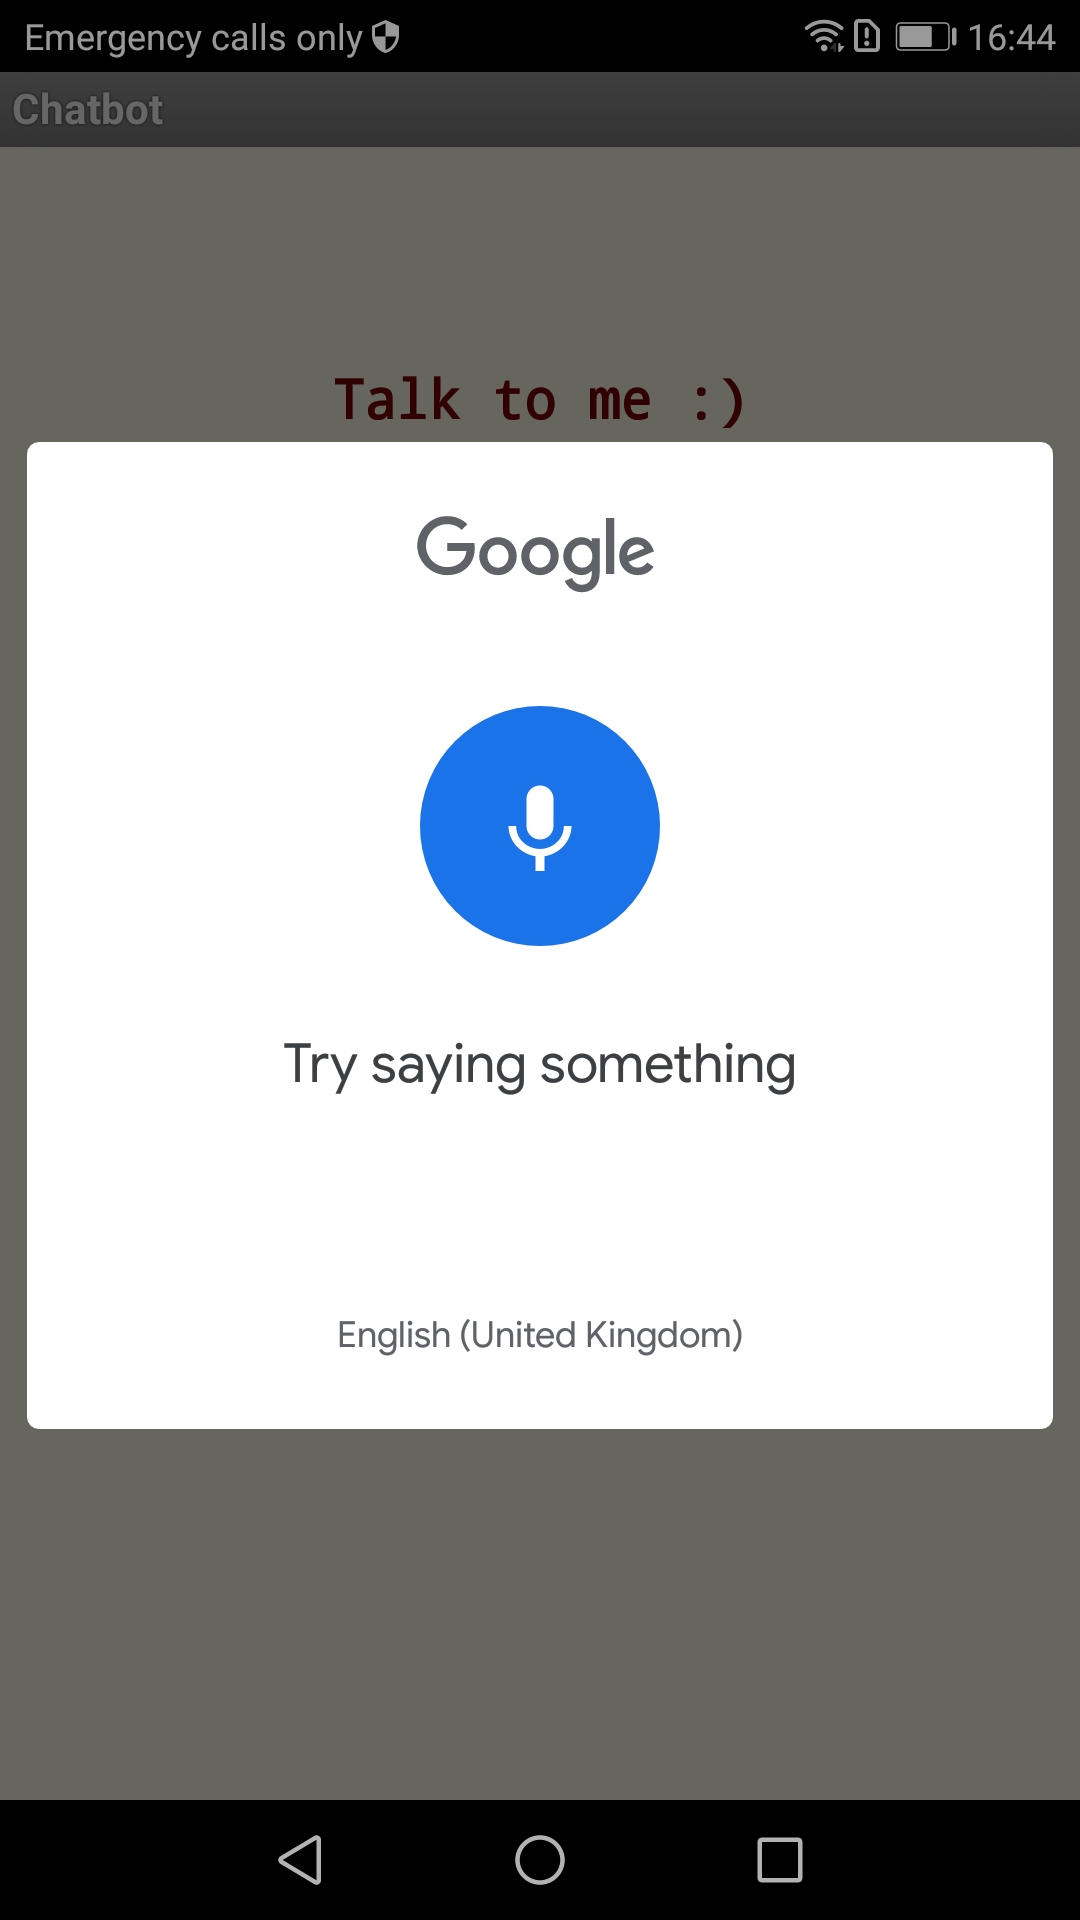 Emergency calls only 16:44
Chatbot
Talk to me :)
Google
Try saying something
English (United Kingdom)